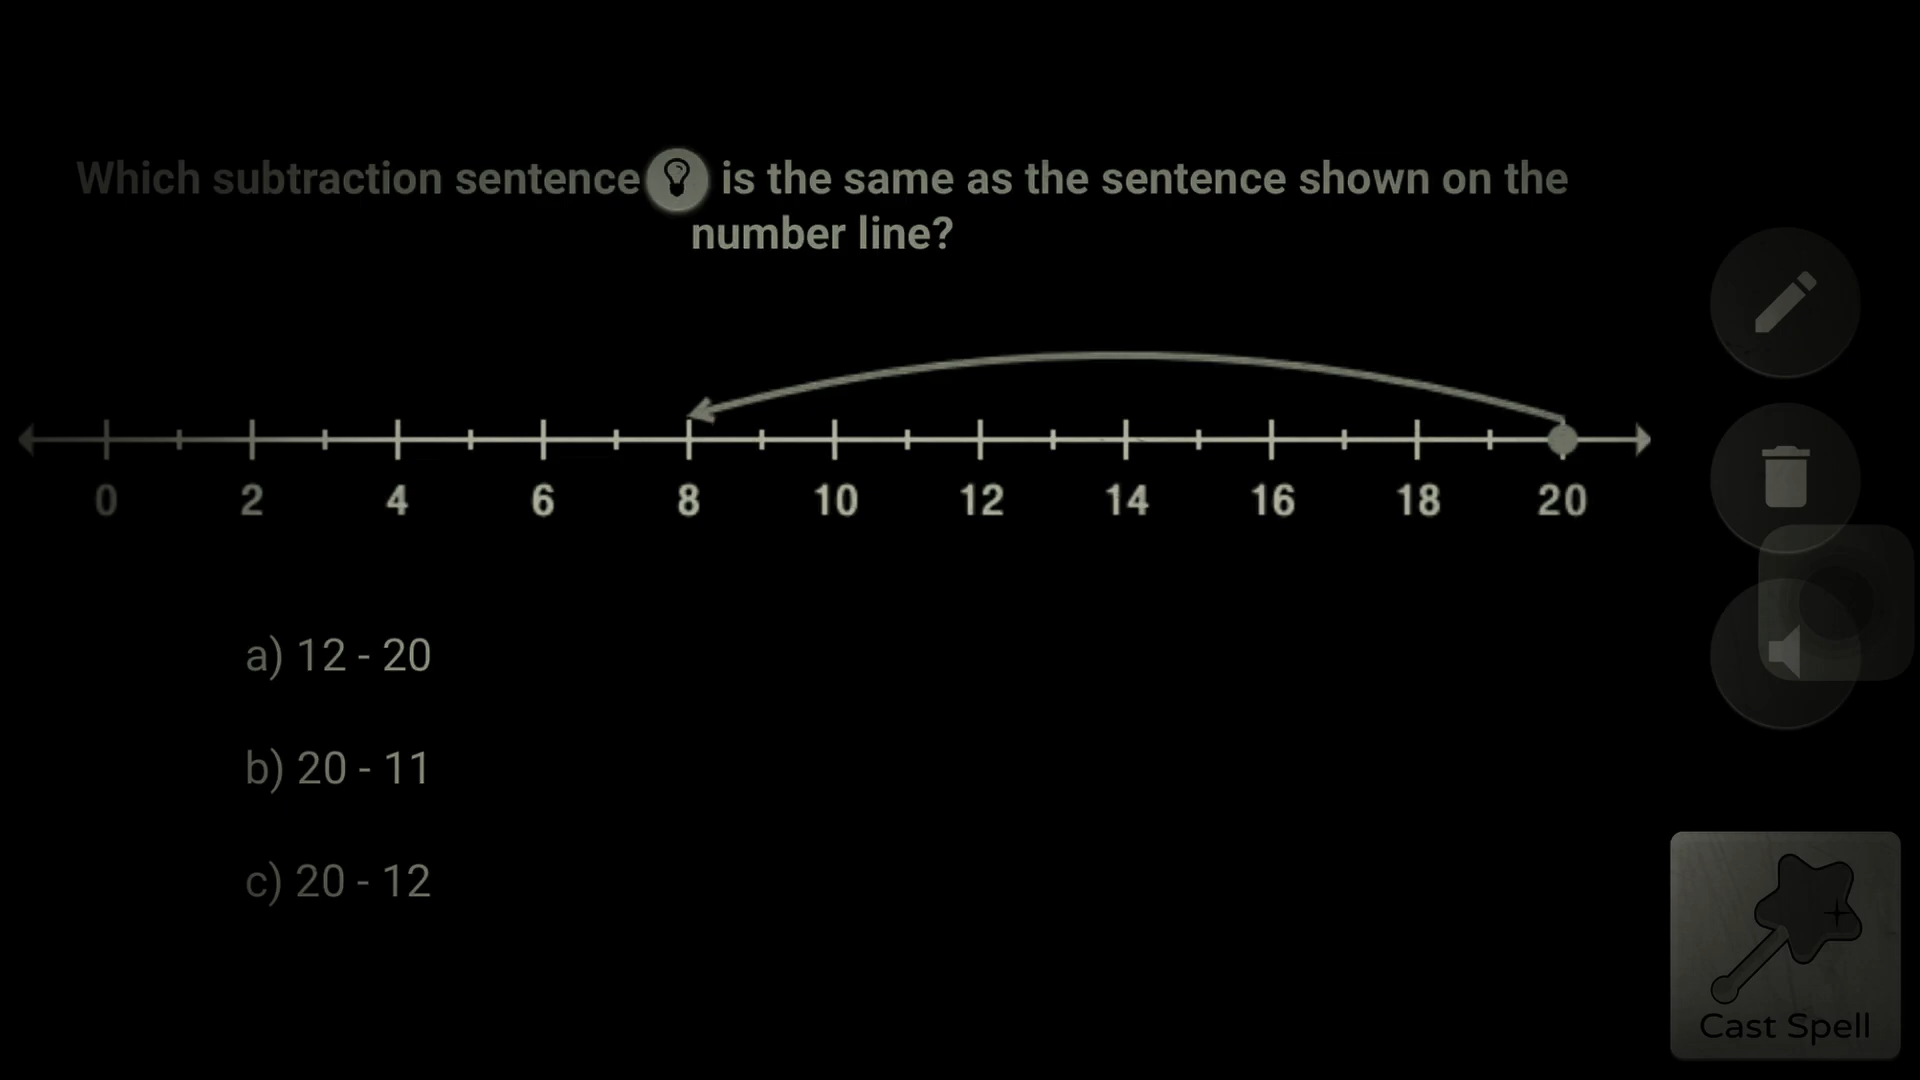 Which subtraction sentence is the same as the sentence shown on the
number line?
0 2 4 6 8 10 12 14 16 18 20
a) 12 - 20
b) 20 - 11
c) 20 - 12
Cast Spell